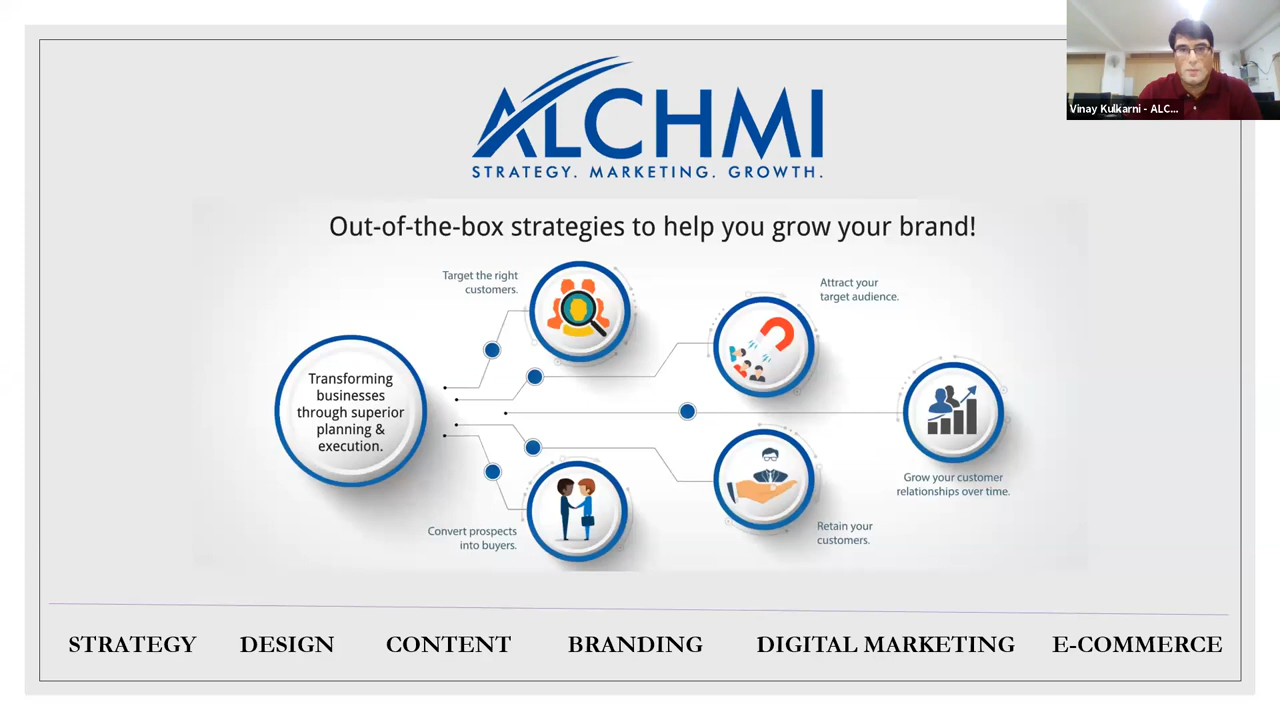 Vinay Kulkarni - ALC...
ALCHMI
STRATEGY. MARKETING. GROWTH.
Out-of-the-box strategies to help you grow your brand!
Target the right
customers.
Attract your
target audience.
Transforming
businesses
through superior
planning &
execution.
Grow your customer
relationships over time.
Convert prospects
into buyers.
Retain your
customers.
STRATEGY DESIGN CONTENT BRANDING DIGITAL MARKETING E-COMMERCE